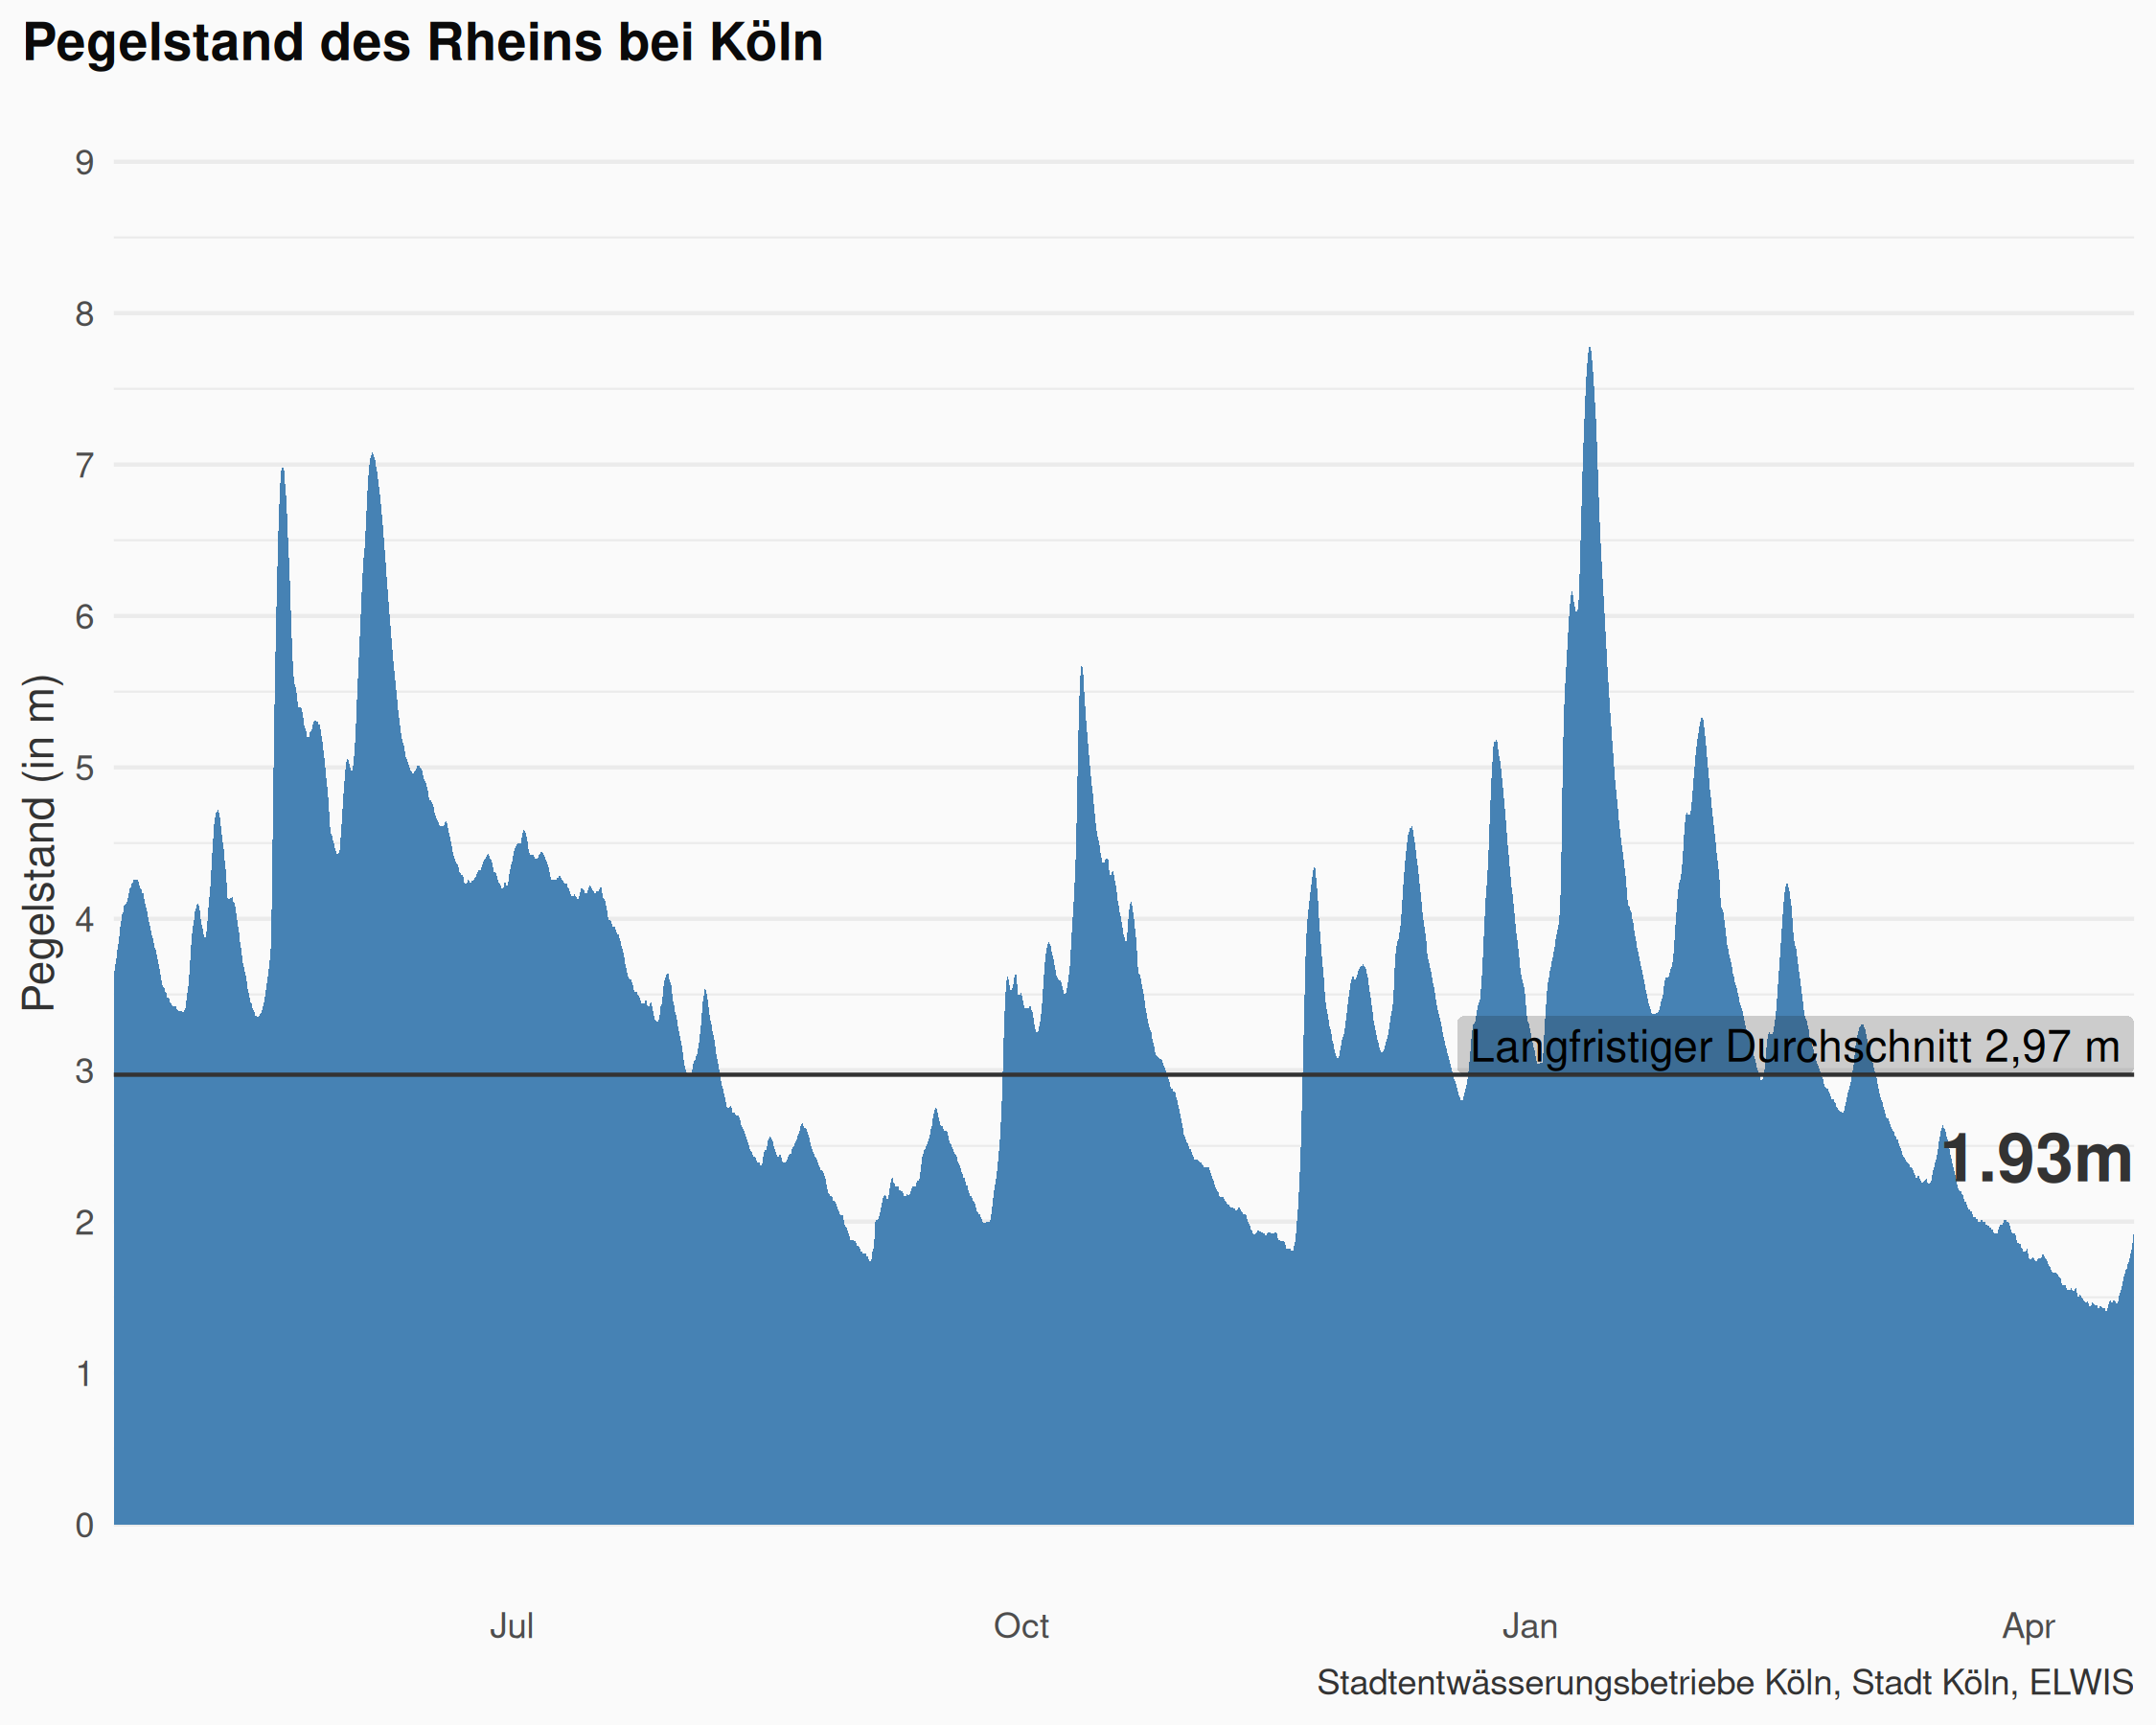 Pegelstand des Rheins bei Köln
Pegelstand (in m)
9
8
7
6
5
4
3
2
1
0
Langfristiger Durchschnitt 2,97 m
1.93m
Jul
Oct
Jan
Apr
Stadtentwässerungsbetriebe Köln, Stadt Köln, ELWIS